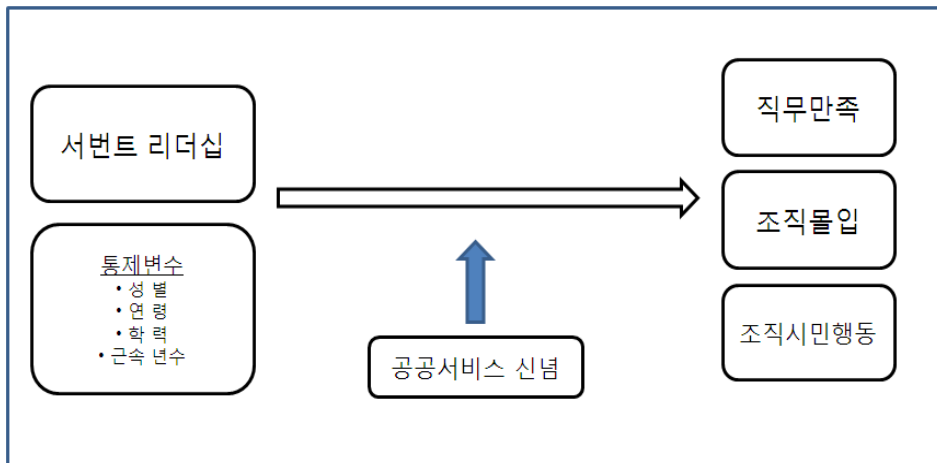 서번트 리더십
통제변수
• 성 별
• 연 령
• 학 력
• 근속 년수
공공서비스 신념
직무만족
조직몰입
조직시민행동